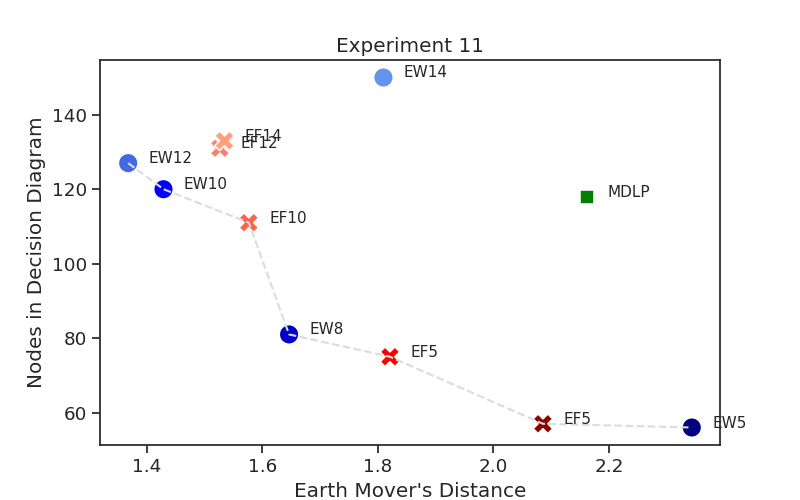 Experiment 11
Nodes in Decision Diagram
140
120
100
80
60
EW14
EF14
EF12
EW12
EW10
MDLP
EF10
EW8
EF5
EF5
EW5
1.4
1.6
1.8
2.0
2.2
Earth Mover's Distance